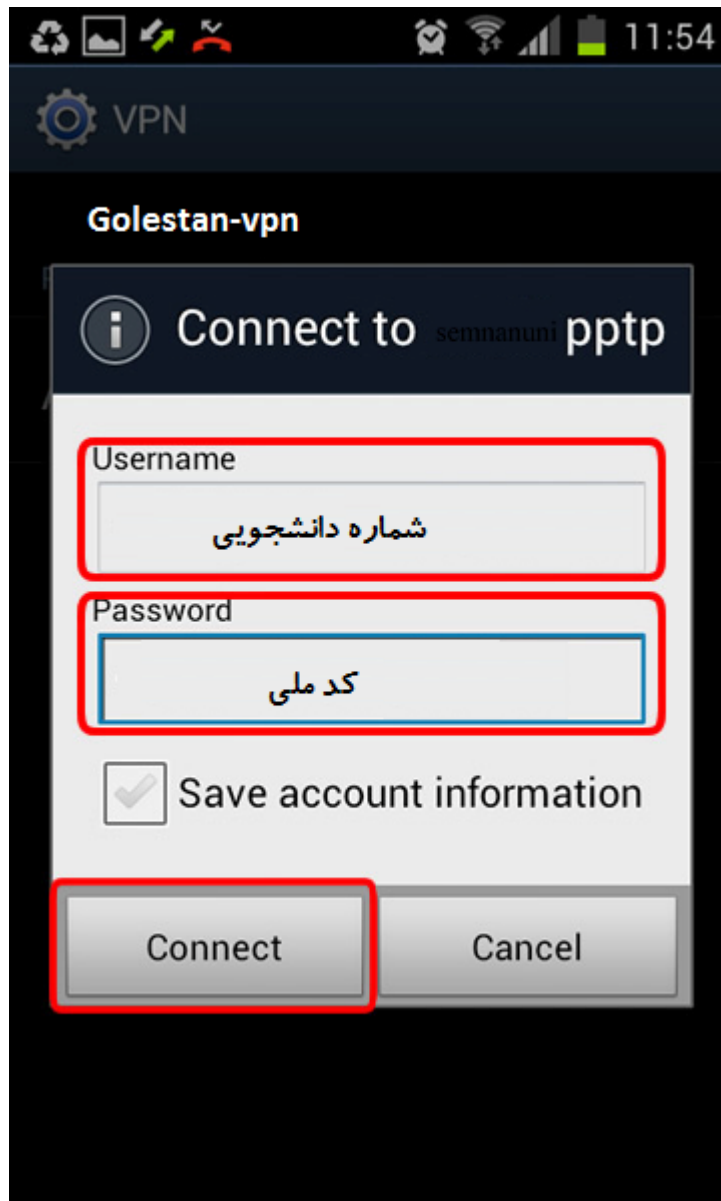 11:54
VPN
Golestan-vpn
Connect to semnanuni pptp
Username
شماره دانشجویی
Password
کد ملی
Save account information
Connect
Cancel